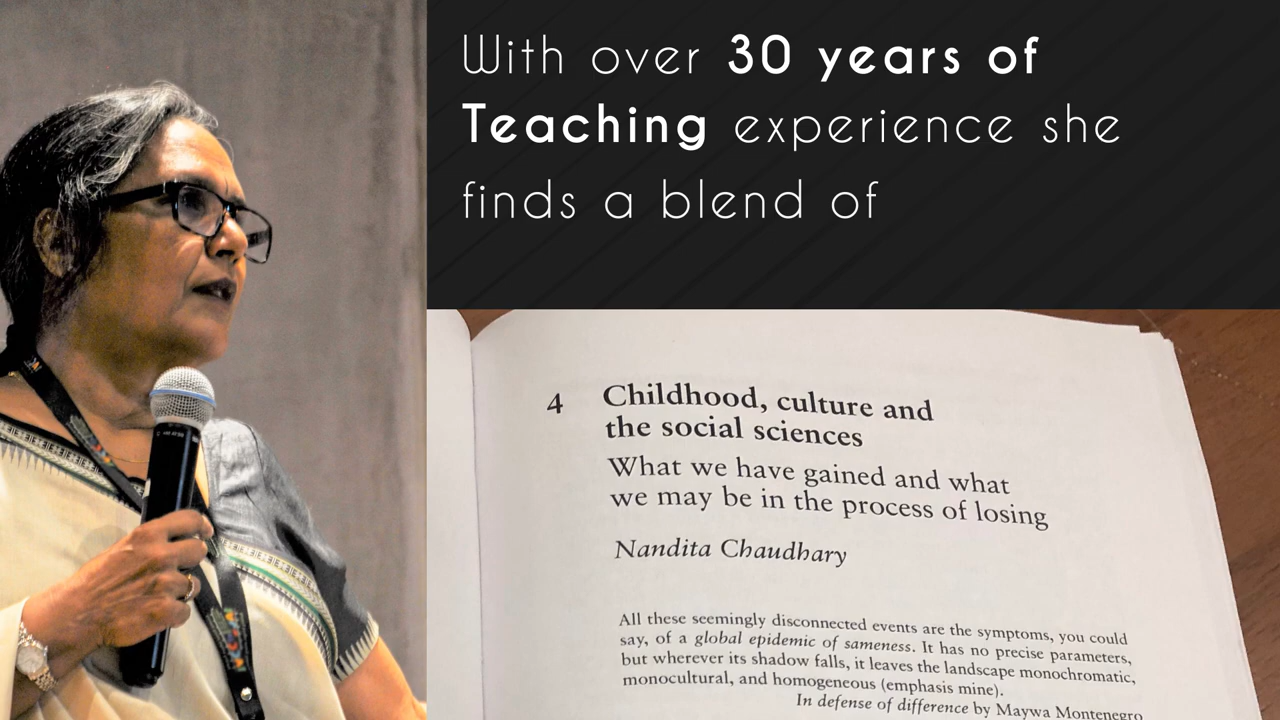 With over 30 years of
Teaching experience she
finds a blend of
4 Childhood, culture and
the social sciences
What we have gained and what
we may be in the process of losing
Nandita Chaudhary
All these seemingly disconnected events are the symptoms, you could
say, of a global epidemic of sameness. It has no precise parameters,
but wherever its shadow falls, it leaves the landscape monochromatic,
monocultural, and homogeneous (emphasis mine).
In defense of difference by Maywa Montenegro